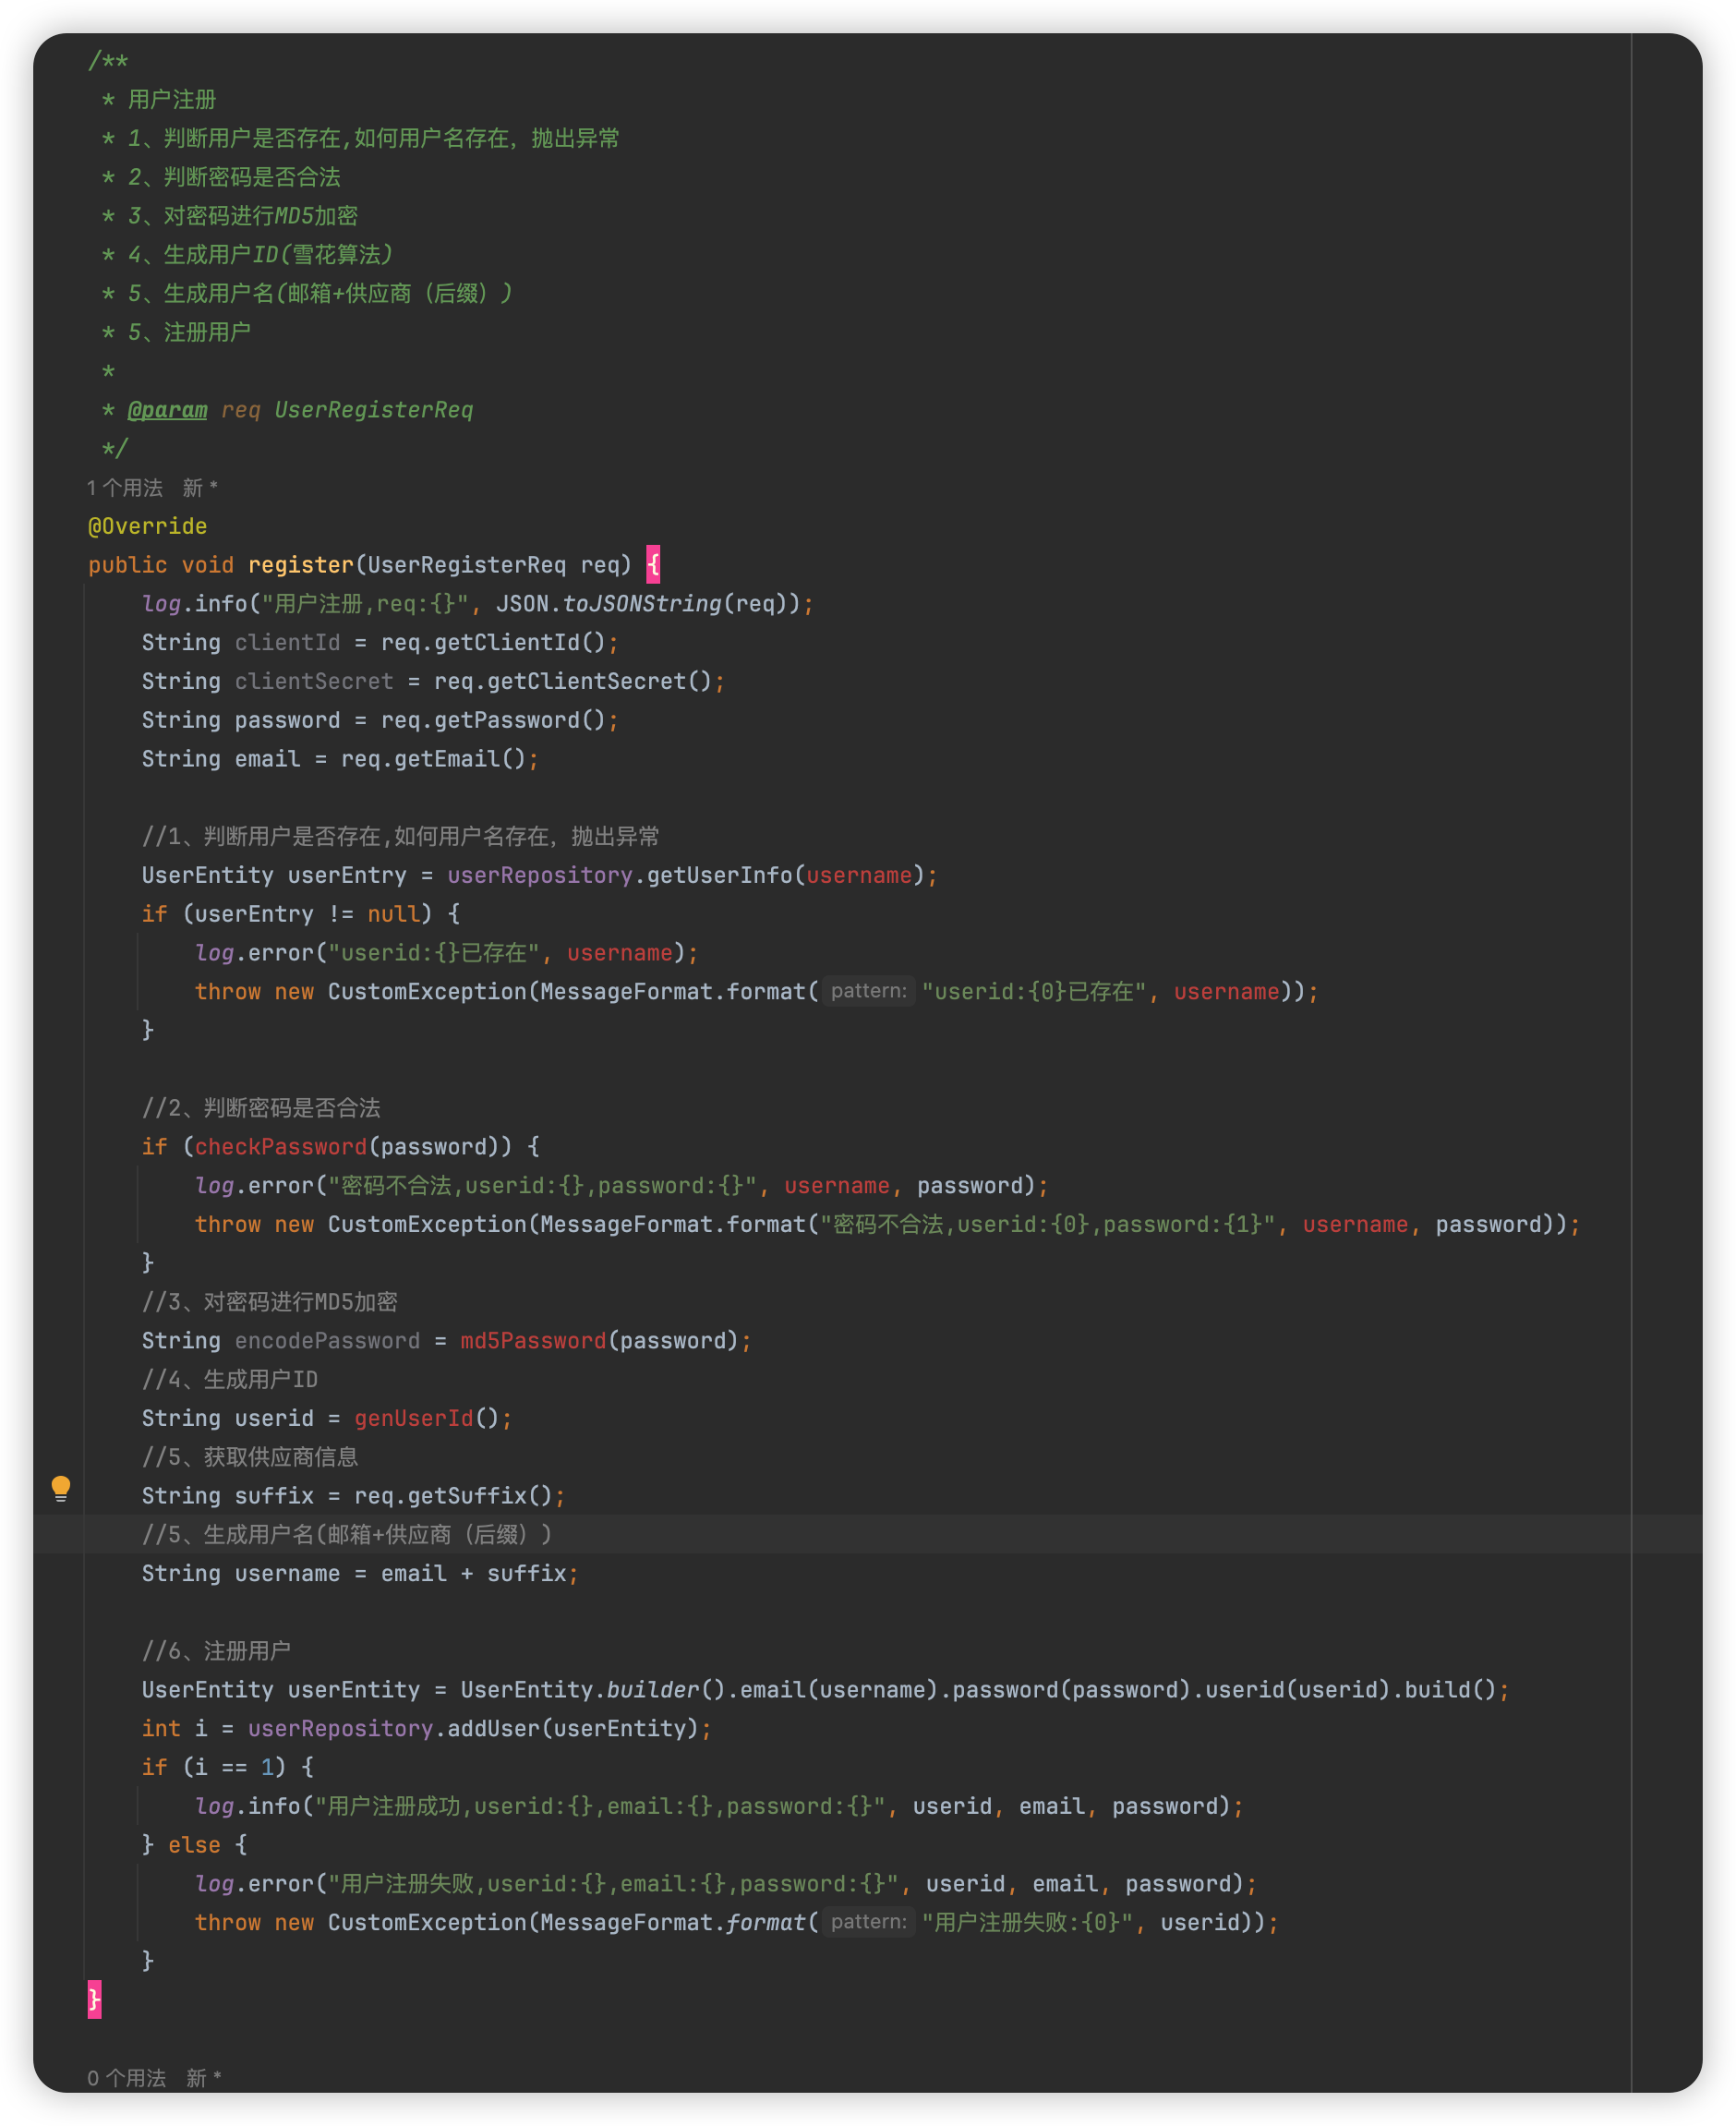 /**
 * 用户注册
 * 1、判断用户是否存在,如何用户名存在，抛出异常
 * 2、判断密码是否合法
 * 3、对密码进行MD5加密
 * 4、生成用户ID(雪花算法)
 * 5、生成用户名(邮箱+供应商（后缀）)
 * 5、注册用户
 *
 * @param req UserRegisterReq
 */
1 个用法 新 *
@Override
public void register(UserRegisterReq req) {
    log.info("用户注册,req:{}", JSON.toJSONString(req));
    String clientId = req.getClientId();
    String clientSecret = req.getClientSecret();
    String password = req.getPassword();
    String email = req.getEmail();

    //1、判断用户是否存在,如何用户名存在，抛出异常
    UserEntity userEntry = userRepository.getUserInfo(username);
    if (userEntry != null) {
        log.error("userid:{}已存在", username);
        throw new CustomException(MessageFormat.format( pattern: "userid:{0}已存在", username));
    }

    //2、判断密码是否合法
    if (checkPassword(password)) {
        log.error("密码不合法,userid:{},password:{}", username, password);
        throw new CustomException(MessageFormat.format("密码不合法,userid:{0},password:{1}", username, password));
    }
    //3、对密码进行MD5加密
    String encodePassword = md5Password(password);
    //4、生成用户ID
    String userid = genUserId();
    //5、获取供应商信息
    String suffix = req.getSuffix();
    //5、生成用户名(邮箱+供应商（后缀）)
    String username = email + suffix;

    //6、注册用户
    UserEntity userEntity = UserEntity.builder().email(username).password(password).userid(userid).build();
    int i = userRepository.addUser(userEntity);
    if (i == 1) {
        log.info("用户注册成功,userid:{},email:{},password:{}", userid, email, password);
    } else {
        log.error("用户注册失败,userid:{},email:{},password:{}", userid, email, password);
        throw new CustomException(MessageFormat.format( pattern: "用户注册失败:{0}", userid));
    }
}

0 个用法 新 *